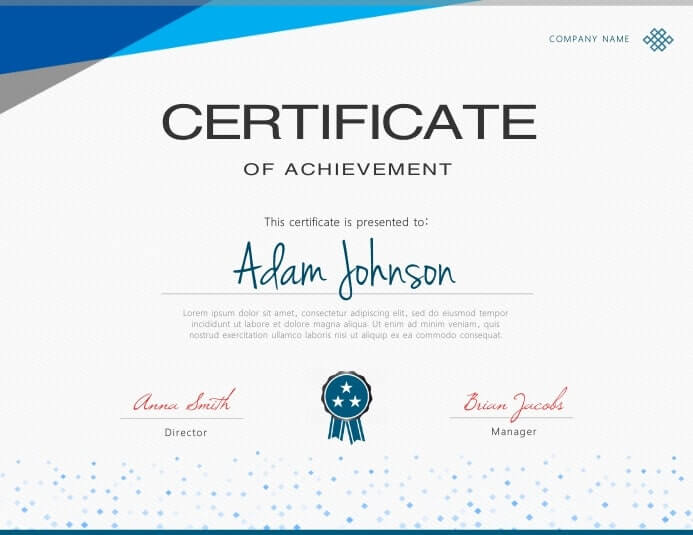 COMPANY NAME
CERTIFICATE
OF ACHIEVEMENT
This certificate is presented to:
Adam Johnson
Lorem ipsum dolor sit amet, consectetur adipiscing elit, sed do eiusmod tempor
incididunt ut labore et dolore magna aliqua. Ut enim ad minim veniam, quis
nostrud exercitation ullamco laboris nisi ut aliquip ex ea commodo consequat.
Anna Smith
Director
Brian Jacobs
Manager